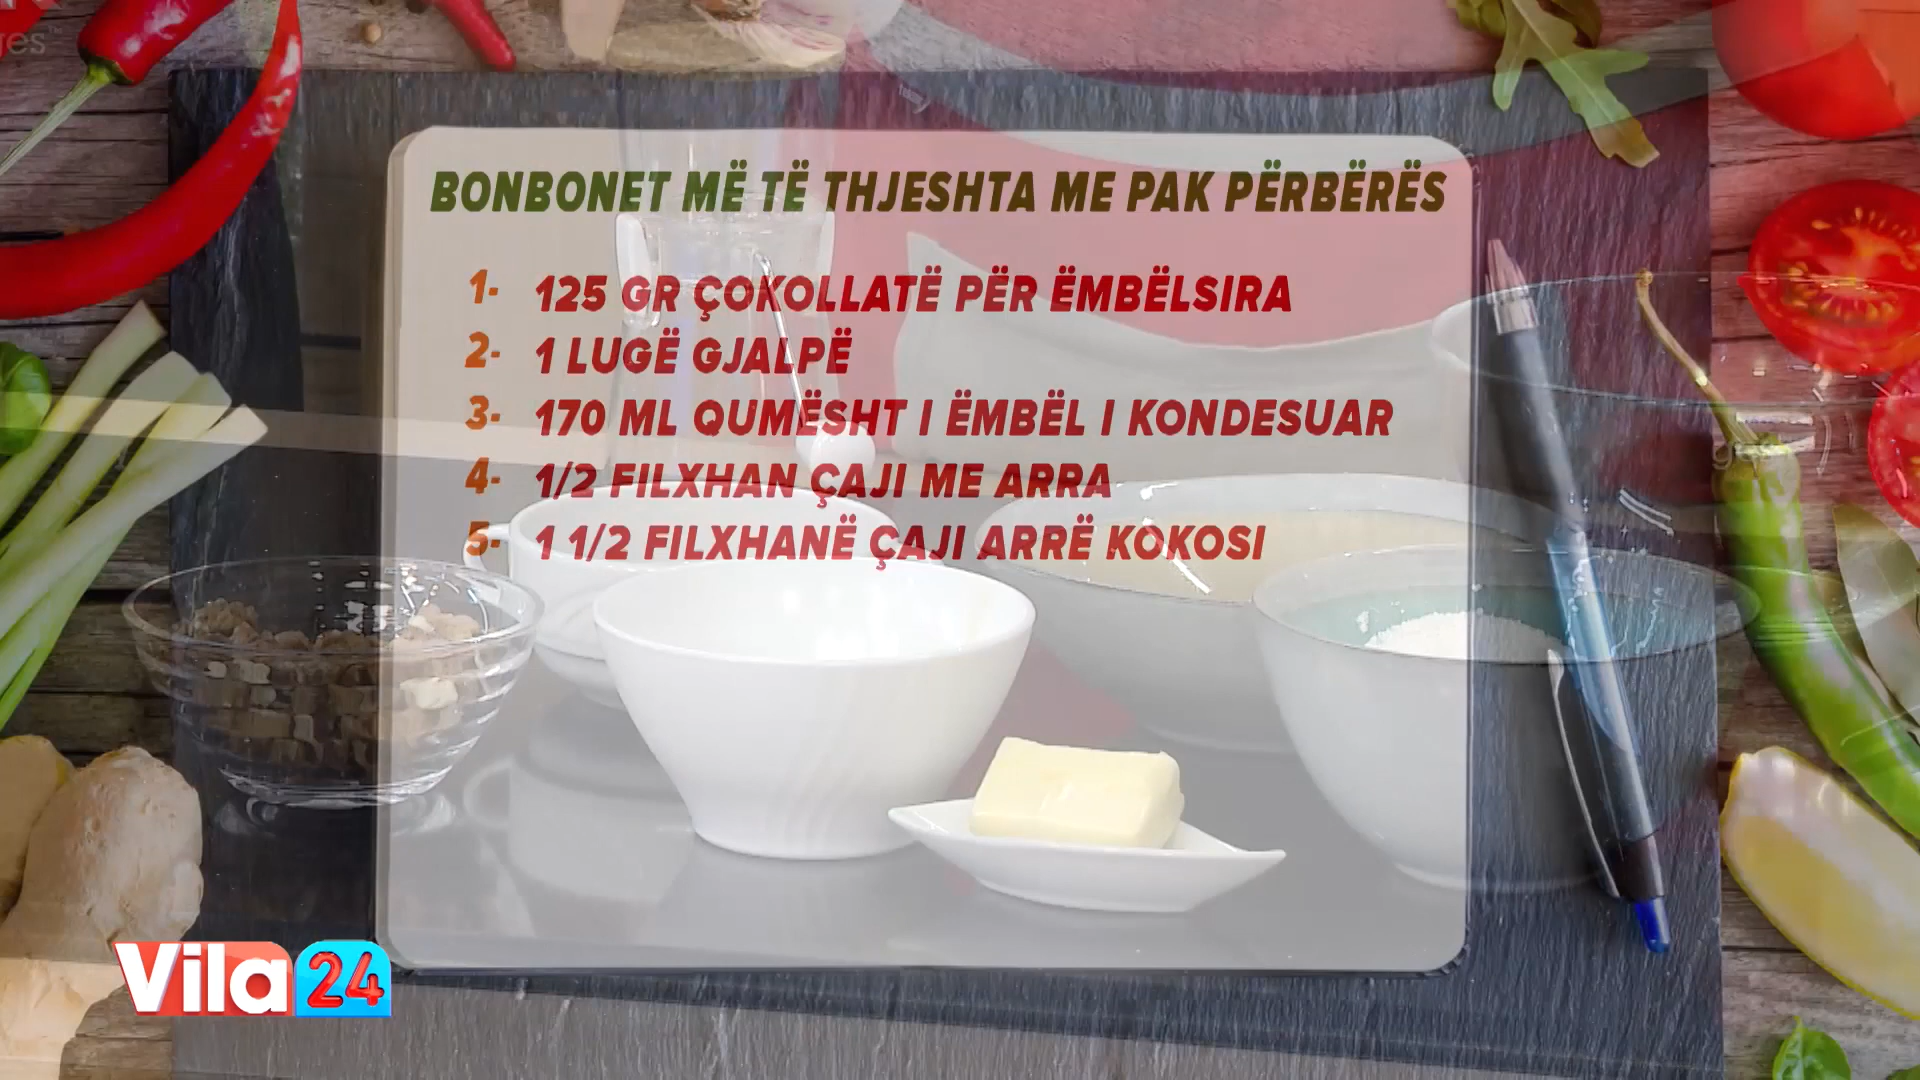 BONBONET MË TË THJESHTA ME PAK PËRBËRËS
1- 125 GR ÇOKOLLATË PËR ËMBËLSIRA
2- 1 LUGË GJALPË
3- 170 ML QUMËSHT I ËMBËL I KONDESUAR
4- 1/2 FILXHAN ÇAJI ME ARRA
5- 1 1/2 FILXHANË ÇAJI ARRË KOKOSI
Vila 24